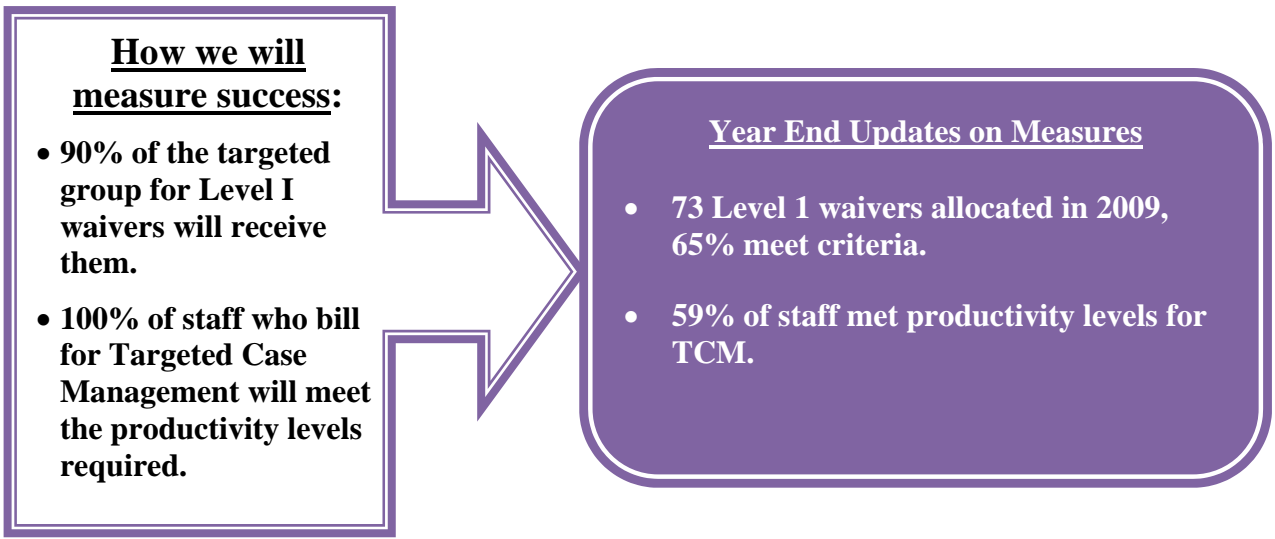 How we will
measure success:
• 90% of the targeted
group for Level I
waivers will receive
them.
• 100% of staff who bill
for Targeted Case
Management will meet
the productivity levels
required.
Year End Updates on Measures
• 73 Level 1 waivers allocated in 2009,
65% meet criteria.
• 59% of staff met productivity levels for
TCM.